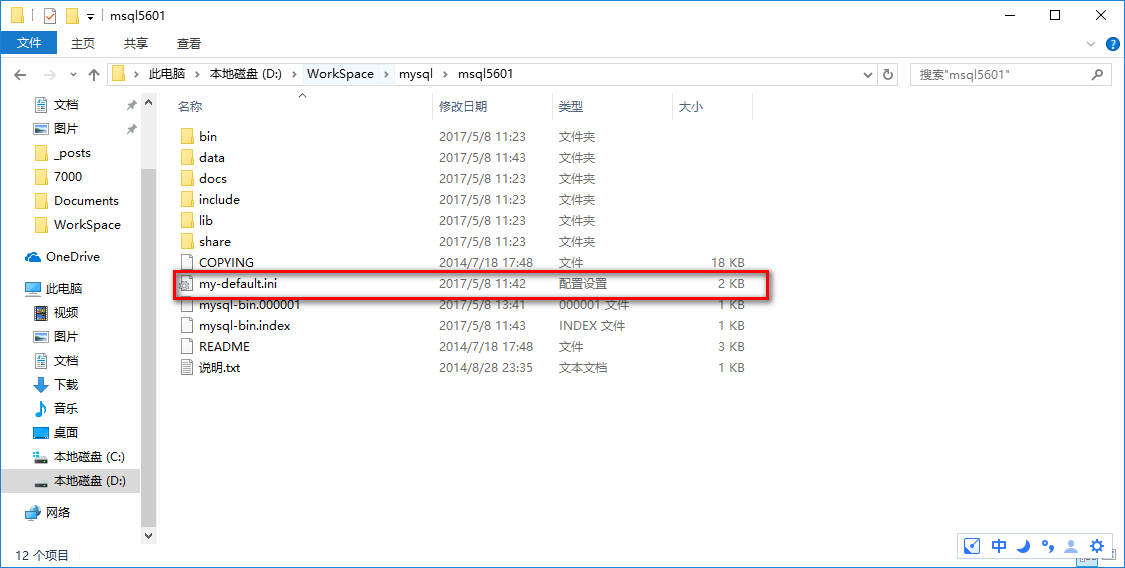 msql5601
文件 主页 共享 查看
此电脑 本地磁盘 (D:) WorkSpace mysql msql5601 搜索"msql5601"
文档
图片
_posts
7000
Documents
WorkSpace
OneDrive
此电脑
视频
图片
文档
下载
音乐
桌面
本地磁盘 (C:)
本地磁盘 (D:)
网络
名称 修改日期 类型 大小
bin 2017/5/8 11:23 文件夹
data 2017/5/8 11:43 文件夹
docs 2017/5/8 11:23 文件夹
include 2017/5/8 11:23 文件夹
lib 2017/5/8 11:23 文件夹
share 2017/5/8 11:23 文件夹
COPYING 2014/7/18 17:48 文件 18 KB
my-default.ini 2017/5/8 11:42 配置设置 2 KB
mysql-bin.000001 2017/5/8 13:41 000001 文件 1 KB
mysql-bin.index 2017/5/8 11:43 INDEX 文件 1 KB
README 2014/7/18 17:48 文件 3 KB
说明.txt 2014/8/28 23:35 文本文档 1 KB
12 个项目
中